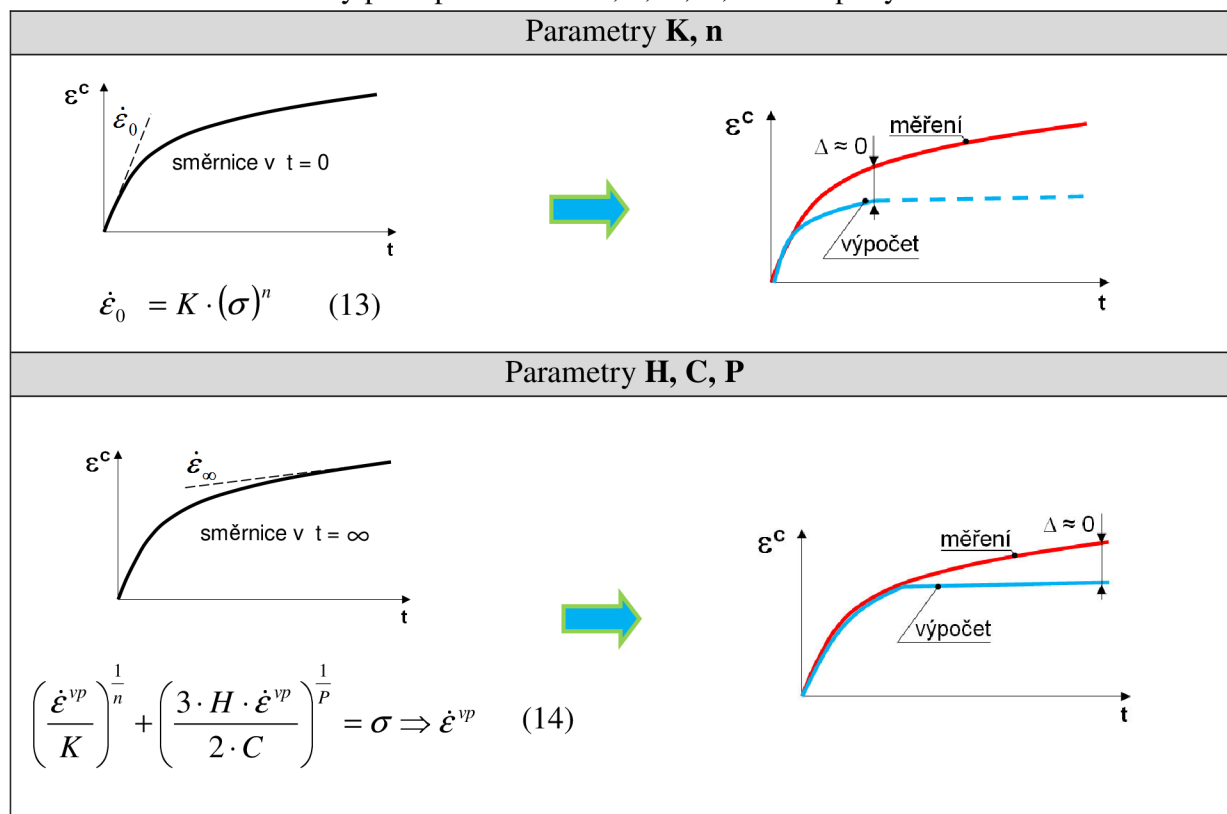 Parametry K, n
εᶜ
ε̇₀
směrnice v t = 0
t
ε̇₀ = K · (σ)ⁿ (13)
εᶜ
měření
Δ ≈ 0
výpočet
t
Parametry H, C, P
εᶜ
ε̇∞
směrnice v t = ∞
t
(ε̇ᵛᵖ / K)^(1/n) + (3 · H · ε̇ᵛᵖ / 2 · C)^(1/P) = σ ⇒ ε̇ᵛᵖ (14)
εᶜ
měření
Δ ≈ 0
výpočet
t